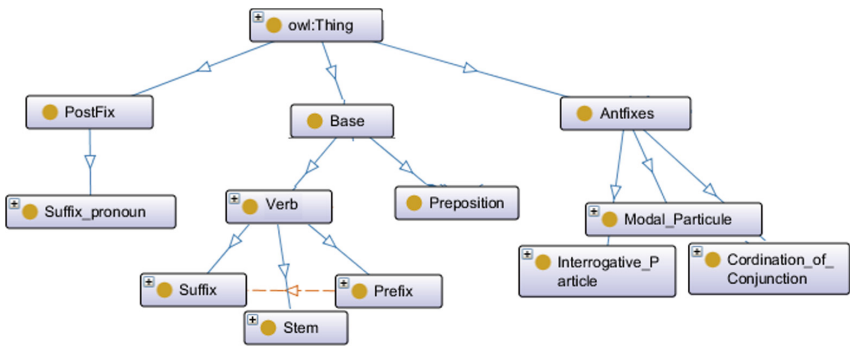 owl:Thing
PostFix
Base
Antfixes
Suffix_pronoun
Verb
Preposition
Modal_Particule
Interrogative_P
article
Cordination_of_
Conjunction
Suffix
Prefix
Stem